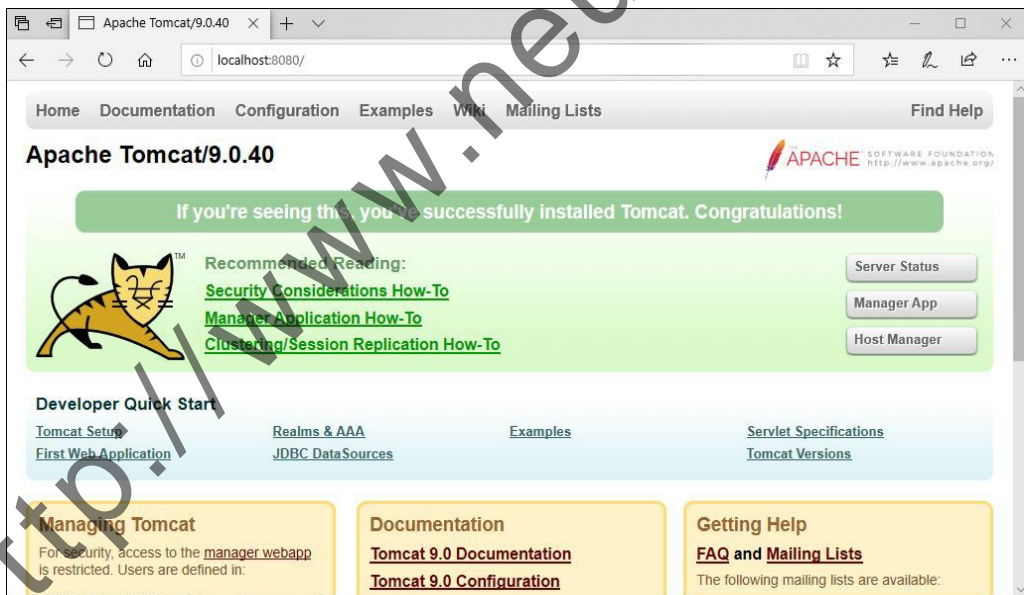 Apache Tomcat/9.0.40
localhost:8080/
Home Documentation Configuration Examples Wiki Mailing Lists Find Help
Apache Tomcat/9.0.40
THE APACHE SOFTWARE FOUNDATION
http://www.apache.org/
If you're seeing this, you've successfully installed Tomcat. Congratulations!
TM
Recommended Reading:
Security Considerations How-To
Manager Application How-To
Clustering/Session Replication How-To
Server Status
Manager App
Host Manager
Developer Quick Start
Tomcat Setup
First Web Application
Realms & AAA
JDBC DataSources
Examples
Servlet Specifications
Tomcat Versions
Managing Tomcat
For security, access to the manager webapp
is restricted. Users are defined in:
Documentation
Tomcat 9.0 Documentation
Tomcat 9.0 Configuration
Getting Help
FAQ and Mailing Lists
The following mailing lists are available:
ttp://www.ne